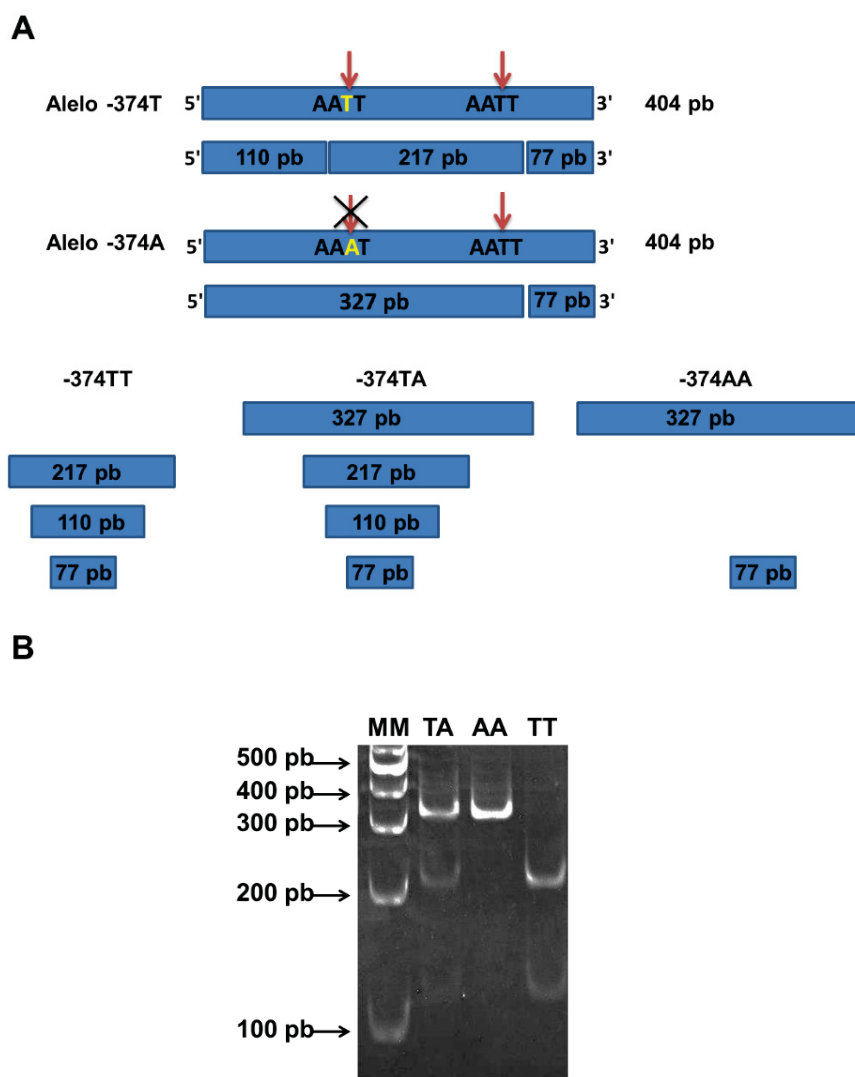 A
Alelo -374T 5' AATT AATT 3' 404 pb
5' 110 pb 217 pb 77 pb 3'
Alelo -374A 5' AAAT AATT 3' 404 pb
5' 327 pb 77 pb 3'
-374TT -374TA -374AA
327 pb 327 pb
217 pb 217 pb
110 pb 110 pb
77 pb 77 pb 77 pb
B
MM TA AA TT
500 pb
400 pb
300 pb
200 pb
100 pb